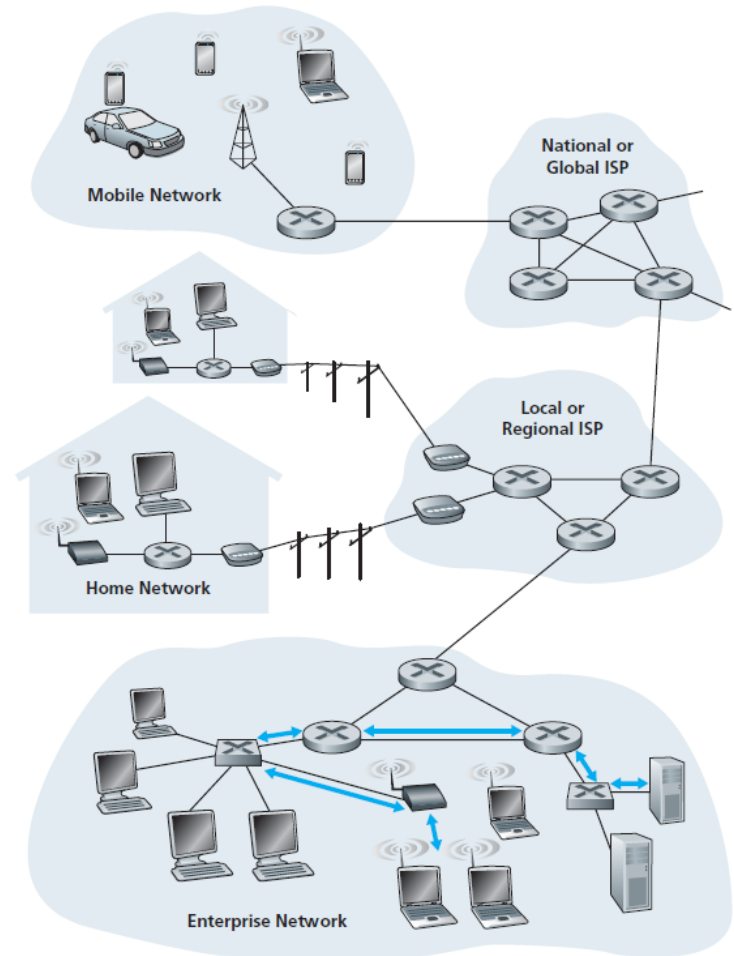 Mobile Network
National or
Global ISP
Local or
Regional ISP
Home Network
Enterprise Network